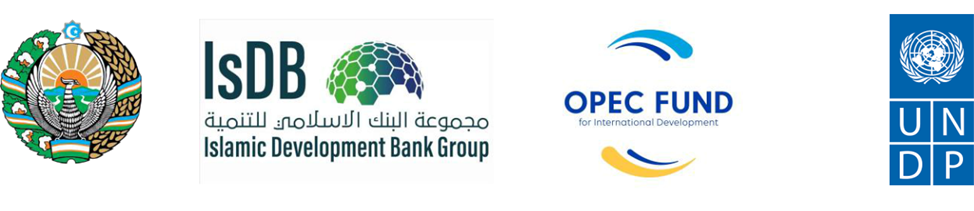 IsDB
مجموعة البنك الاسلامي للتنمية
Islamic Development Bank Group
OPEC FUND
for International Development
U N
D P